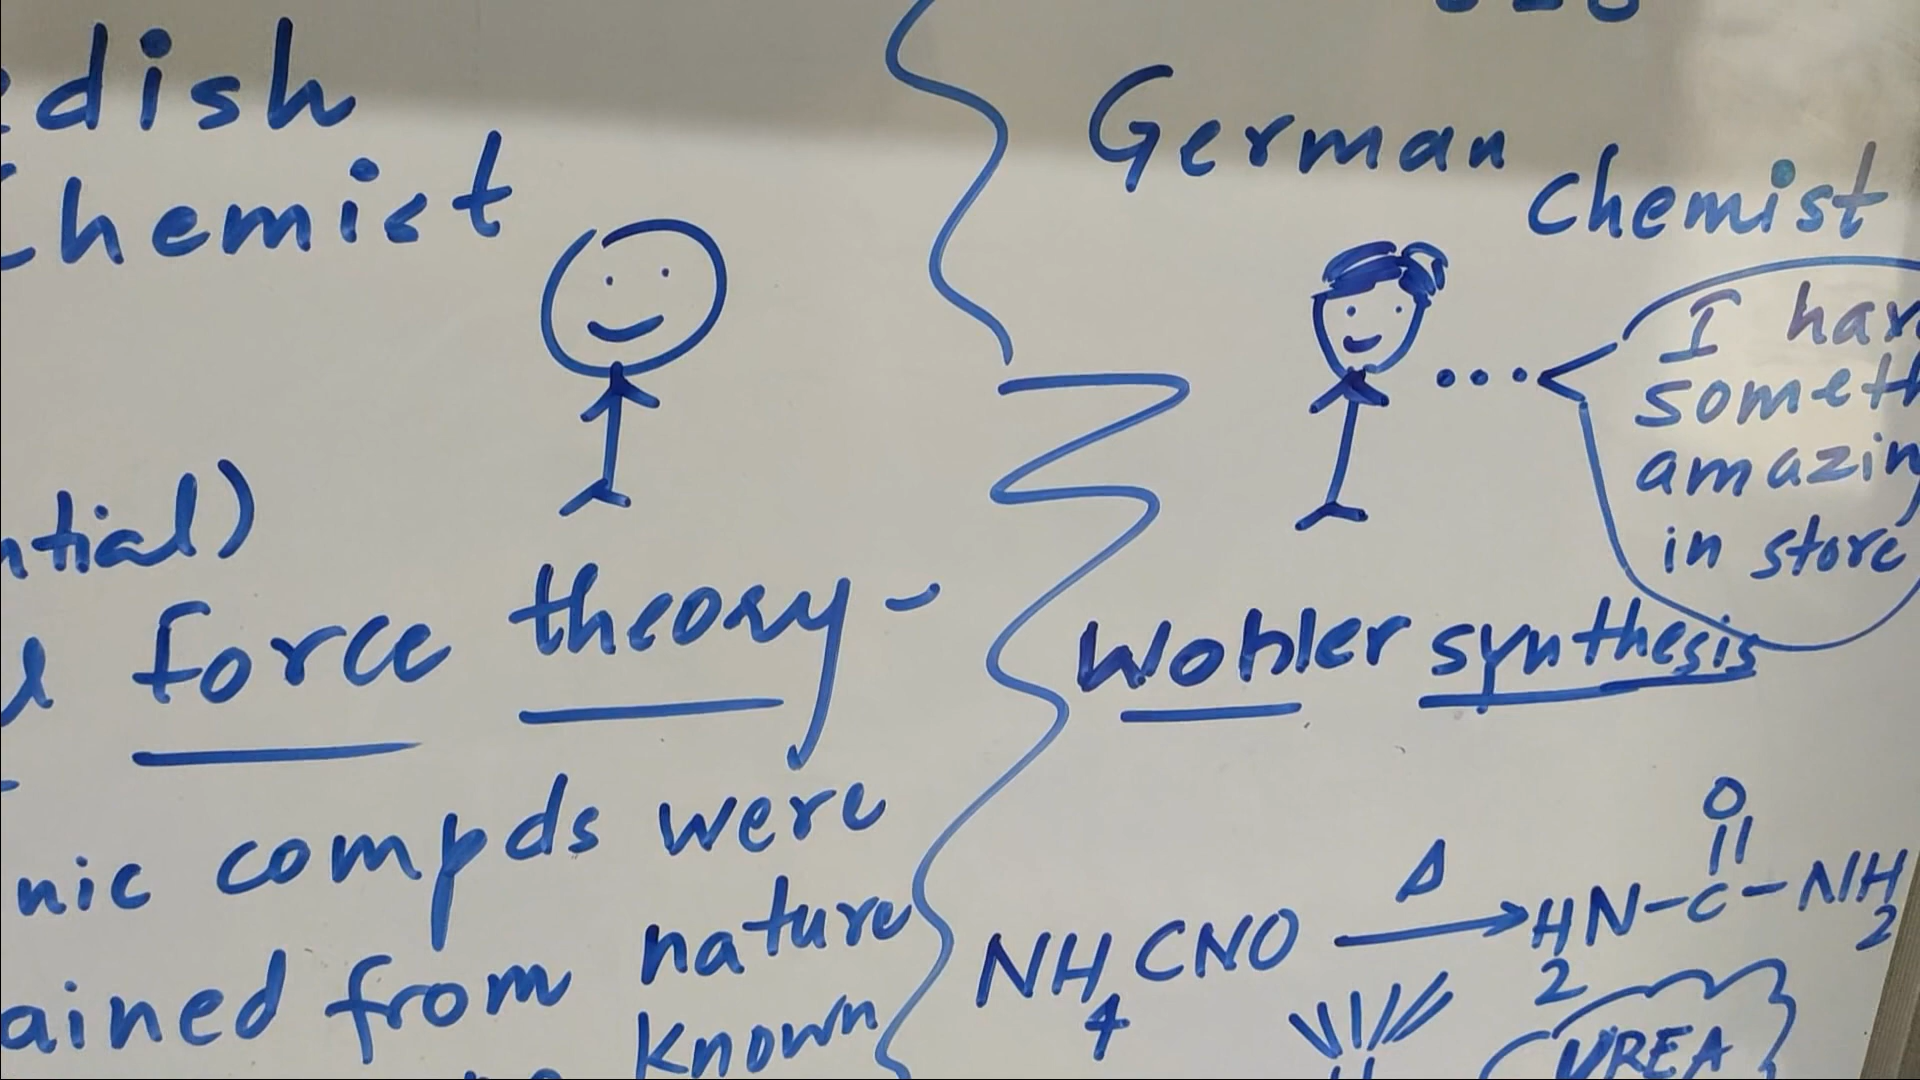 edish
Chemist
ntial)
l force theory-
nic compds were
ained from nature
known
German
chemist
I hav
someth
amazin
in store
Wohler synthesis
O
NH4CNO Δ H2N-C-NH2
UREA